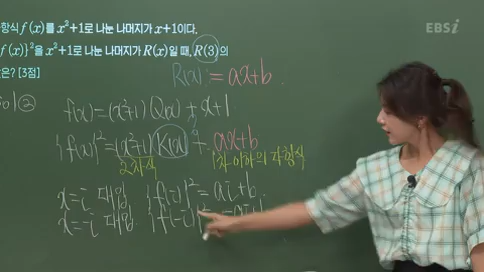 항식 f(x)를 x²+1로 나눈 나머지가 x+1이다.
{f(x)}²을 x²+1로 나눈 나머지가 R(x)일 때, R(3)의
은? [3점]
EBSi
R(x) = ax+b.
sol ②
f(x)=(x²+1)Q(x)+x+1
{f(x)}²=(x²+1)K(x)+ax+b
2차식 1차 이하의 다항식
x=i 대입 {f(i)}²=ai+b.
x=-i 대입 {f(-i)}²=